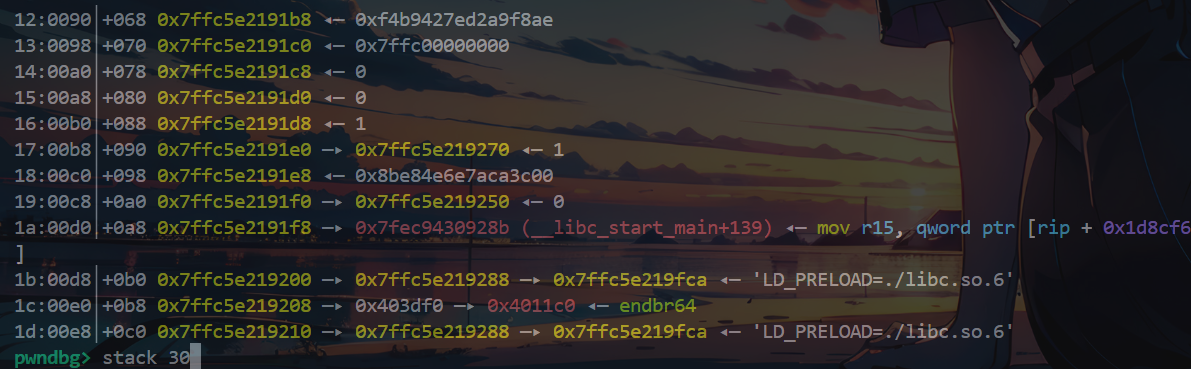 12:0090│+068 0x7ffc5e2191b8 ◂— 0xf4b9427ed2a9f8ae
13:0098│+070 0x7ffc5e2191c0 ◂— 0x7ffc00000000
14:00a0│+078 0x7ffc5e2191c8 ◂— 0
15:00a8│+080 0x7ffc5e2191d0 ◂— 0
16:00b0│+088 0x7ffc5e2191d8 ◂— 1
17:00b8│+090 0x7ffc5e2191e0 —▸ 0x7ffc5e219270 ◂— 1
18:00c0│+098 0x7ffc5e2191e8 ◂— 0x8be84e6e7aca3c00
19:00c8│+0a0 0x7ffc5e2191f0 —▸ 0x7ffc5e219250 ◂— 0
1a:00d0│+0a8 0x7ffc5e2191f8 —▸ 0x7fec9430928b (__libc_start_main+139) ◂— mov r15, qword ptr [rip + 0x1d8cf6
]
1b:00d8│+0b0 0x7ffc5e219200 —▸ 0x7ffc5e219288 —▸ 0x7ffc5e219fca ◂— 'LD_PRELOAD=./libc.so.6'
1c:00e0│+0b8 0x7ffc5e219208 —▸ 0x403df0 —▸ 0x4011c0 ◂— endbr64
1d:00e8│+0c0 0x7ffc5e219210 —▸ 0x7ffc5e219288 —▸ 0x7ffc5e219fca ◂— 'LD_PRELOAD=./libc.so.6'
pwndbg> stack 30